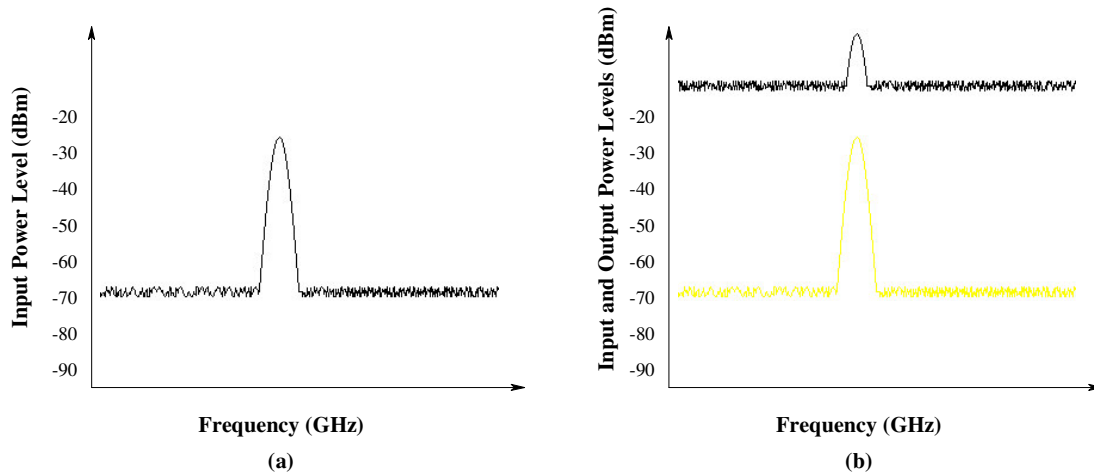 Input Power Level (dBm)
-20
-30
-40
-50
-60
-70
-80
-90
Frequency (GHz)
(a)
Input and Output Power Levels (dBm)
-20
-30
-40
-50
-60
-70
-80
-90
Frequency (GHz)
(b)